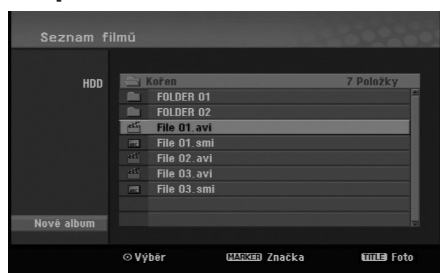 Seznam filmů
HDD
Kořen 7 Položky
FOLDER 01
FOLDER 02
File 01.avi
File 01.smi
File 02.avi
File 03.avi
File 03.smi
Nové album
Výběr MARKER Značka TITLE Foto